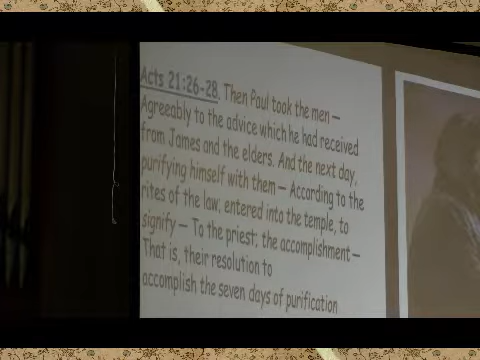 Acts 21:26-28. Then Paul took the men –
Agreeably to the advice which he had received
from James and the elders. And the next day,
purifying himself with them – According to the
rites of the law, entered into the temple, to
signify – To the priest; the accomplishment –
That is, their resolution to
accomplish the seven days of purification